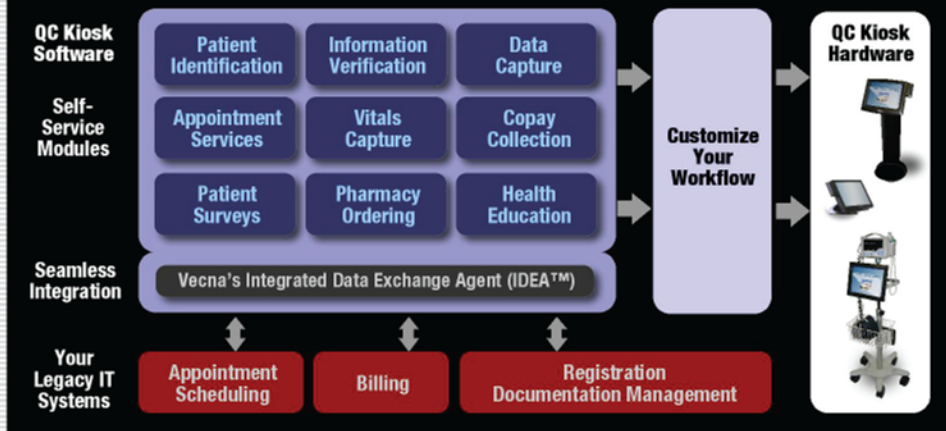 QC Kiosk
Software
Self-
Service
Modules
Patient
Identification
Information
Verification
Data
Capture
Appointment
Services
Vitals
Capture
Copay
Collection
Patient
Surveys
Pharmacy
Ordering
Health
Education
Customize
Your
Workflow
QC Kiosk
Hardware
Seamless
Integration
Vecna's Integrated Data Exchange Agent (IDEA™)
Your
Legacy IT
Systems
Appointment
Scheduling
Billing
Registration
Documentation Management